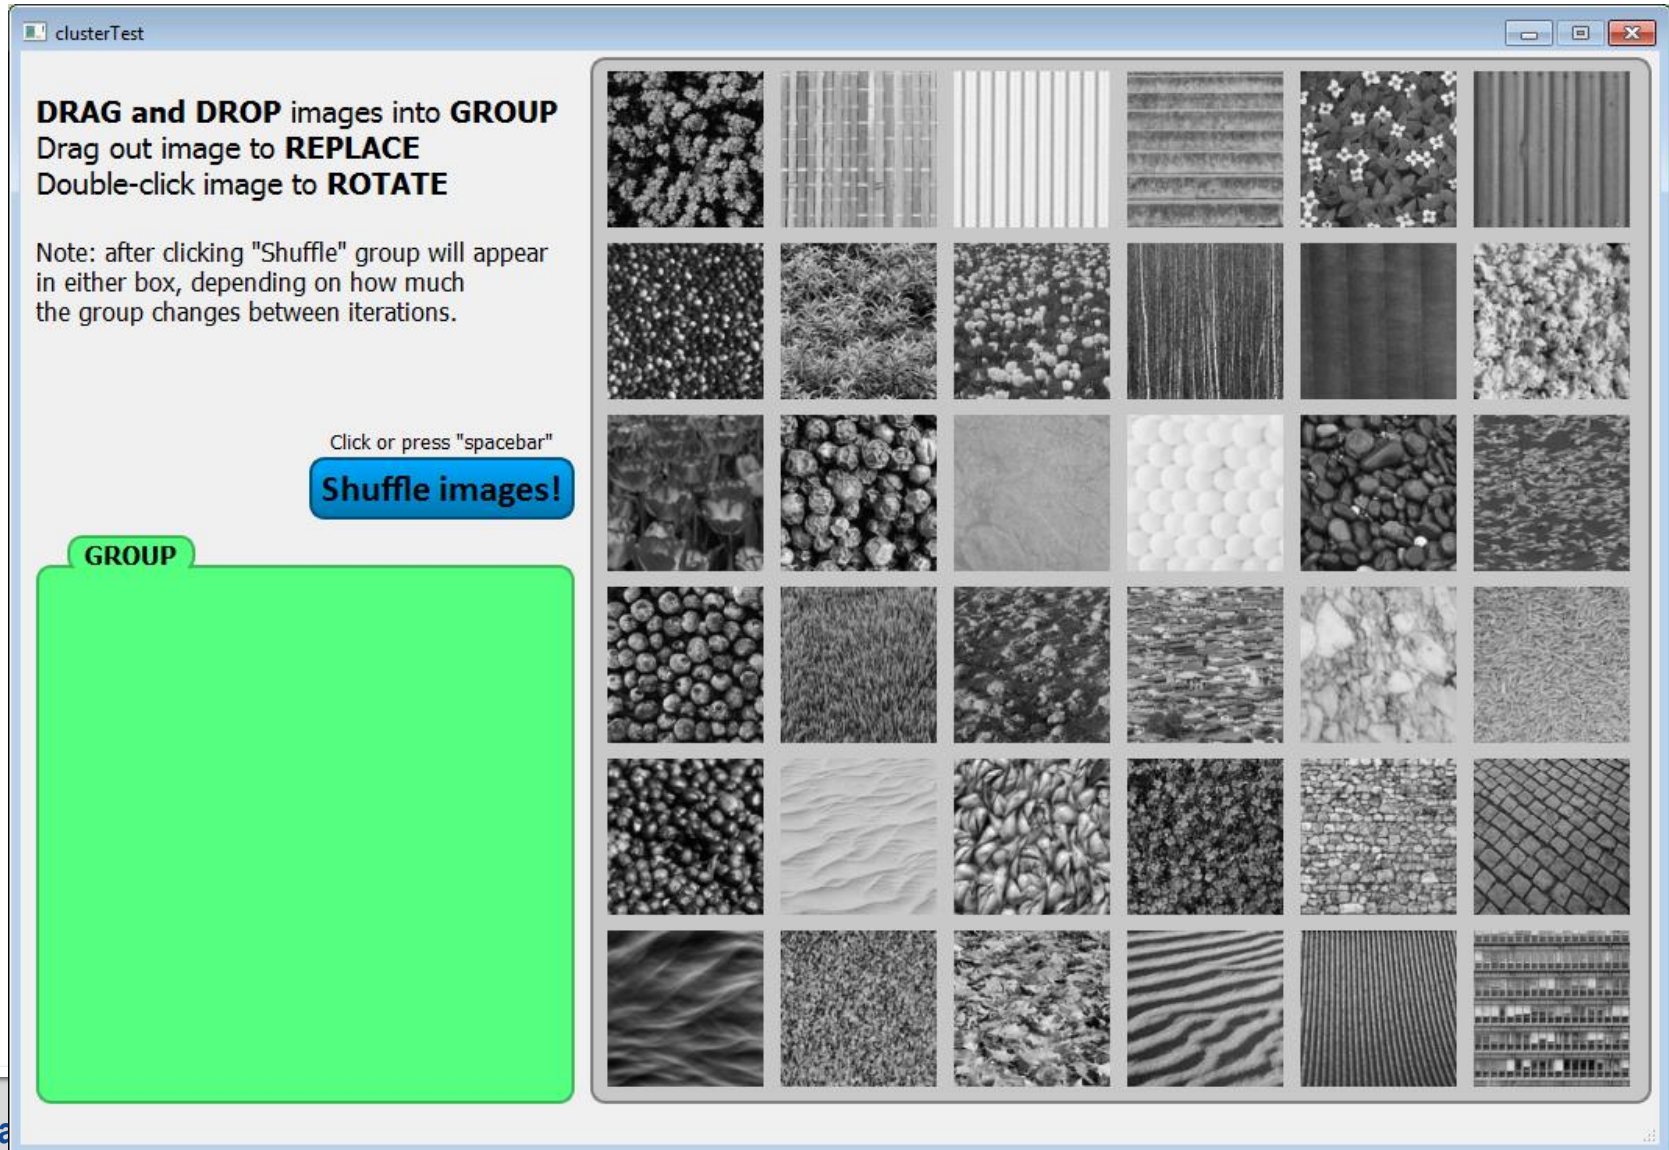 clusterTest
DRAG and DROP images into GROUP
Drag out image to REPLACE
Double-click image to ROTATE
Note: after clicking "Shuffle" group will appear
in either box, depending on how much
the group changes between iterations.
Click or press "spacebar"
Shuffle images!
GROUP